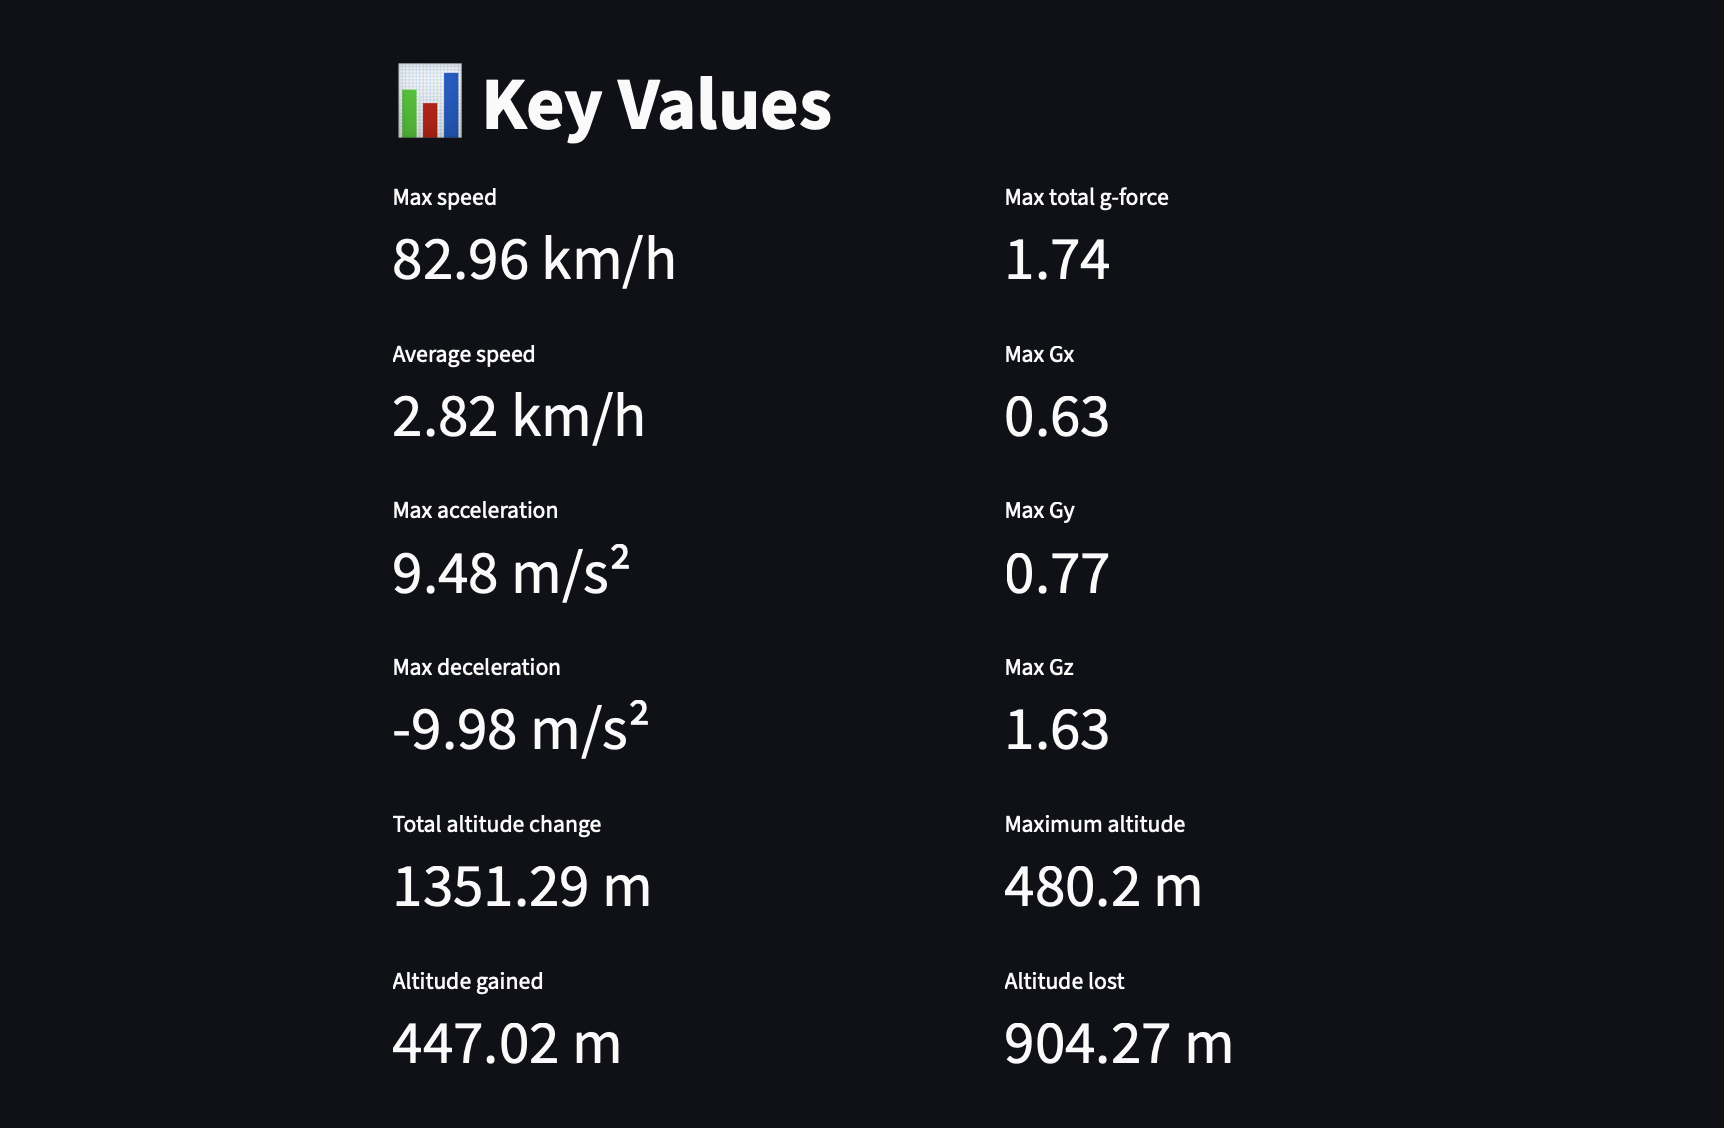 Key Values
Max speed
82.96 km/h
Max total g-force
1.74
Average speed
2.82 km/h
Max Gx
0.63
Max acceleration
9.48 m/s²
Max Gy
0.77
Max deceleration
-9.98 m/s²
Max Gz
1.63
Total altitude change
1351.29 m
Maximum altitude
480.2 m
Altitude gained
447.02 m
Altitude lost
904.27 m